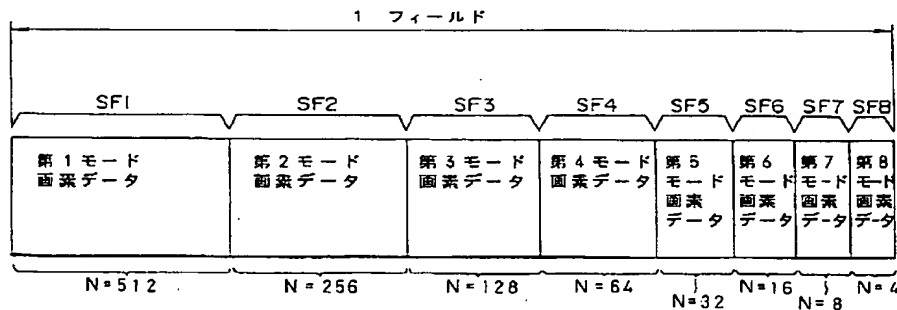 1 フィールド
SF1 SF2 SF3 SF4 SF5 SF6 SF7 SF8
第1モード
画素データ
第2モード
画素データ
第3モード
画素データ
第4モード
画素データ
第5
モード
画素
データ
第6
モード
画素
データ
第7
モード
画素
データ
第8
モード
画素
データ
N=512 N=256 N=128 N=64 N=32 N=16 N=8 N=4